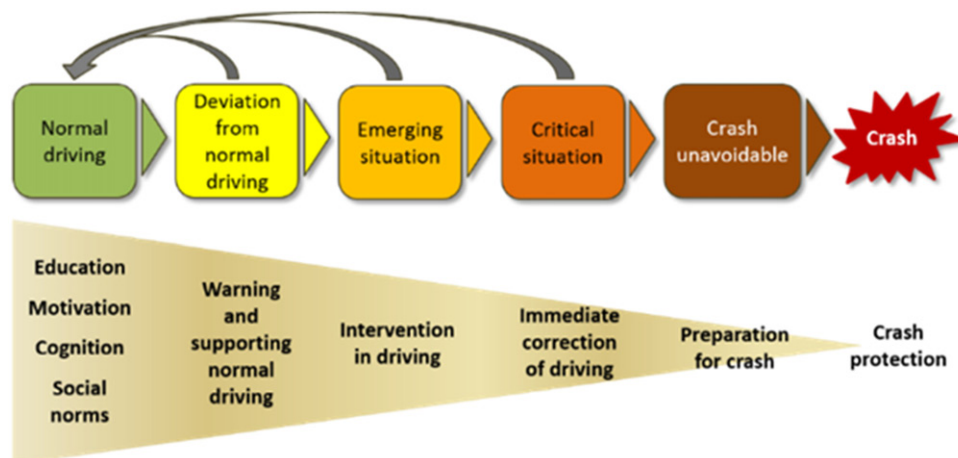 Normal
driving
Deviation
from
normal
driving
Emerging
situation
Critical
situation
Crash
unavoidable
Crash
Education
Motivation
Cognition
Social
norms
Warning
and
supporting
normal
driving
Intervention
in driving
Immediate
correction
of driving
Preparation
for crash
Crash
protection